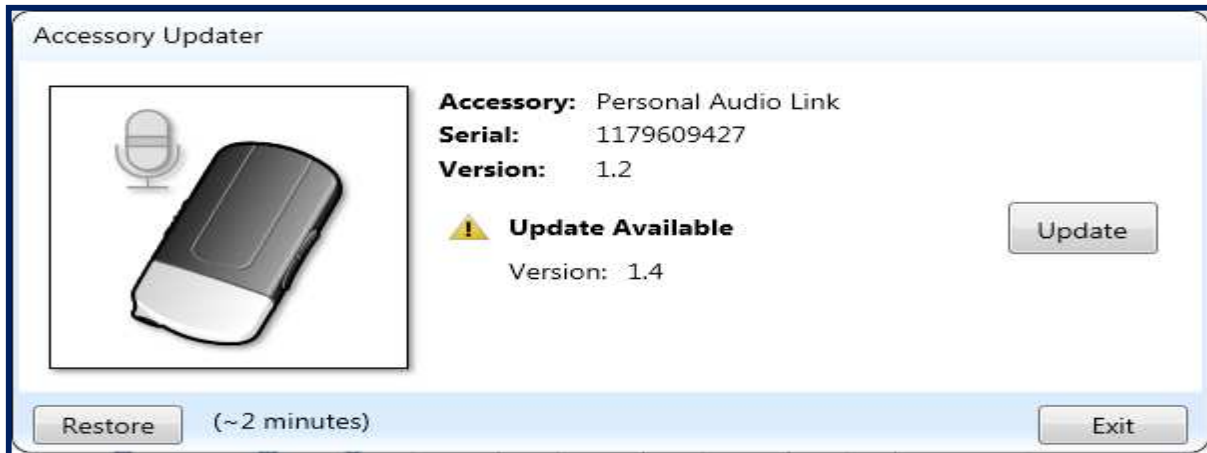 Accessory Updater
Accessory: Personal Audio Link
Serial: 1179609427
Version: 1.2
Update Available
Update
Version: 1.4
Restore (~2 minutes)
Exit